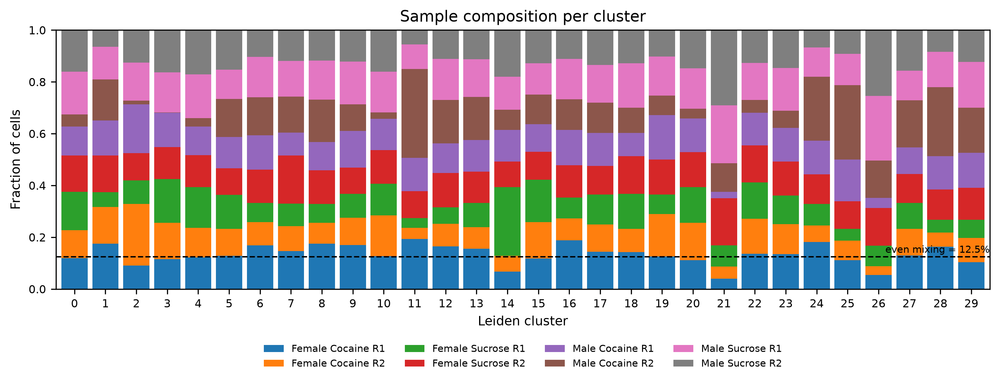 Sample composition per cluster
1.0
0.8
0.6
0.4
0.2
0.0
Fraction of cells
even mixing = 12.5%
0 1 2 3 4 5 6 7 8 9 10 11 12 13 14 15 16 17 18 19 20 21 22 23 24 25 26 27 28 29
Leiden cluster
Female Cocaine R1 Female Sucrose R1 Male Cocaine R1 Male Sucrose R1
Female Cocaine R2 Female Sucrose R2 Male Cocaine R2 Male Sucrose R2